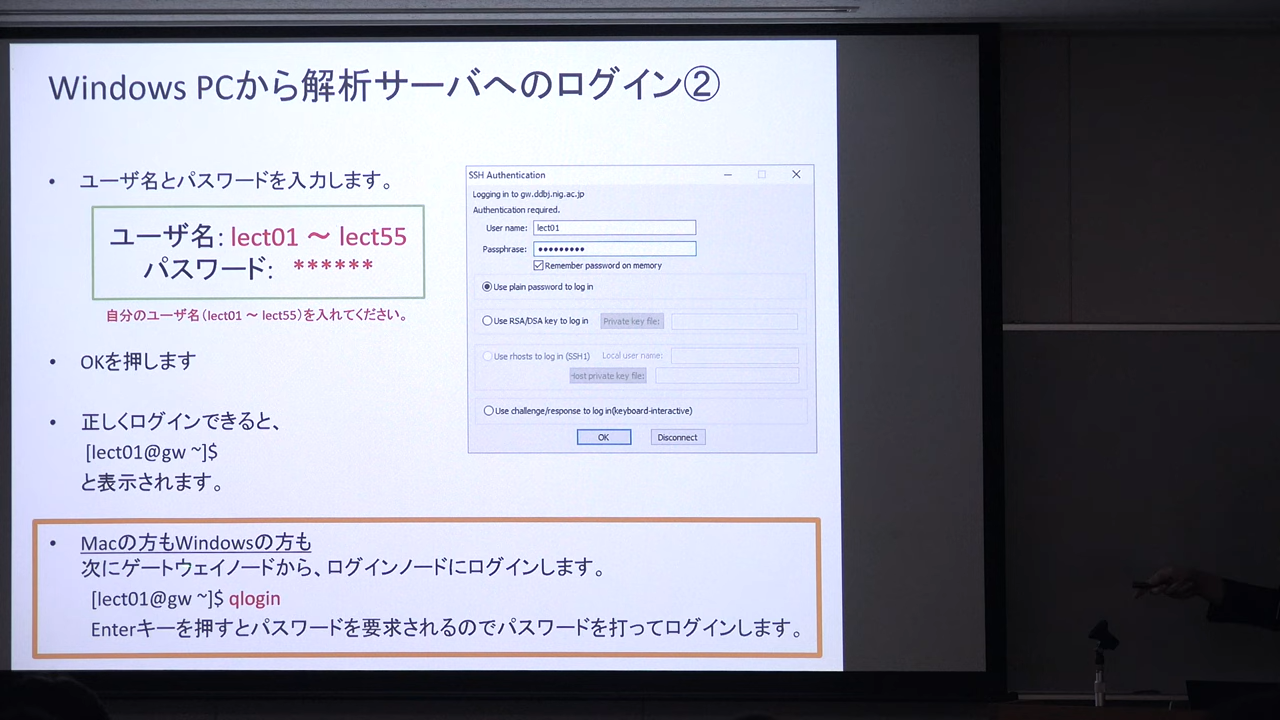 Windows PCから解析サーバへのログイン②
• ユーザ名とパスワードを入力します。
ユーザ名: lect01 ～ lect55
パスワード: ******
自分のユーザ名(lect01 ～ lect55)を入れてください。
• OKを押します
• 正しくログインできると、
[lect01@gw ~]$
と表示されます。
SSH Authentication
Logging in to gw.ddbj.nig.ac.jp
Authentication required.
User name: lect01
Passphrase: •••••••••
Remember password on memory
Use plain password to log in
Use RSA/DSA key to log in Private key file:
Use rhosts to log in (SSH1) Local user name:
Host private key file:
Use challenge/response to log in(keyboard-interactive)
OK Disconnect
• Macの方もWindowsの方も
次にゲートウェイノードから、ログインノードにログインします。
[lect01@gw ~]$ qlogin
Enterキーを押すとパスワードを要求されるのでパスワードを打ってログインします。